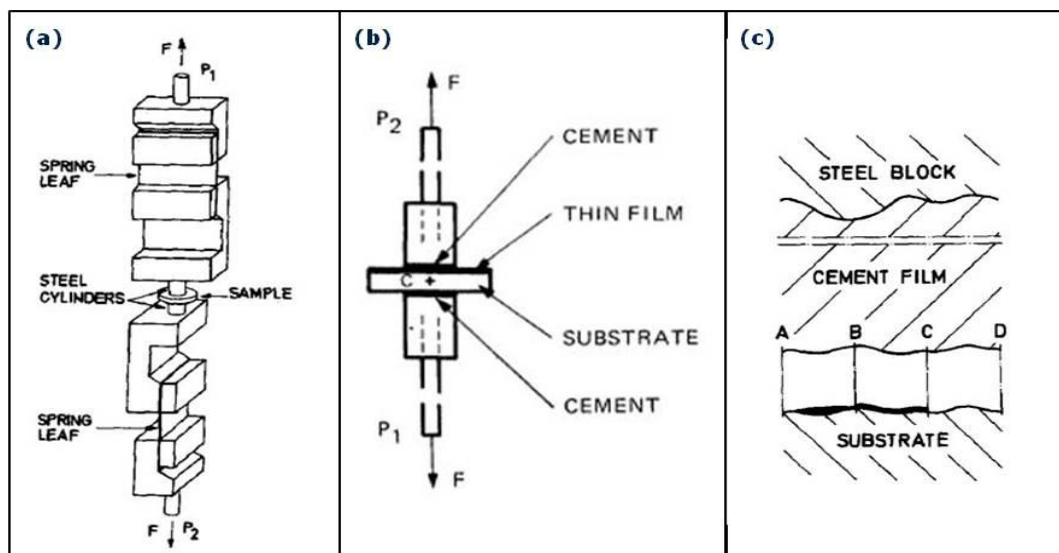 (a)
F
P1
SPRING
LEAF
STEEL
CYLINDERS
SAMPLE
SPRING
LEAF
F
P2
(b)
F
P2
CEMENT
THIN FILM
C +
SUBSTRATE
CEMENT
P1
F
(c)
STEEL BLOCK
CEMENT FILM
A B C D
SUBSTRATE